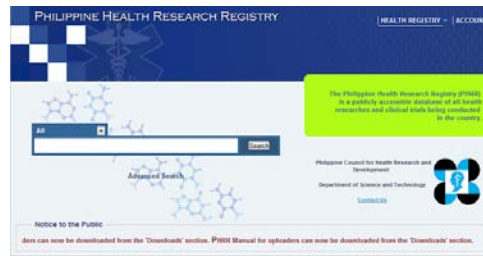 PHILIPPINE HEALTH RESEARCH REGISTRY
HEALTH REGISTRY ~ | ACCOUN
The Philippine Health Research Registry (PHRR)
is a publicly accessible database of all health
researches and clinical trials being conducted
in the country.
All
Search
Advanced Search
Philippine Council for Health Research and
Development
Department of Science and Technology
Contact Us
Notice to the Public
ders can now be downloaded from the 'Downloads' section. PHRR Manual for uploaders can now be downloaded from the 'Downloads' section.